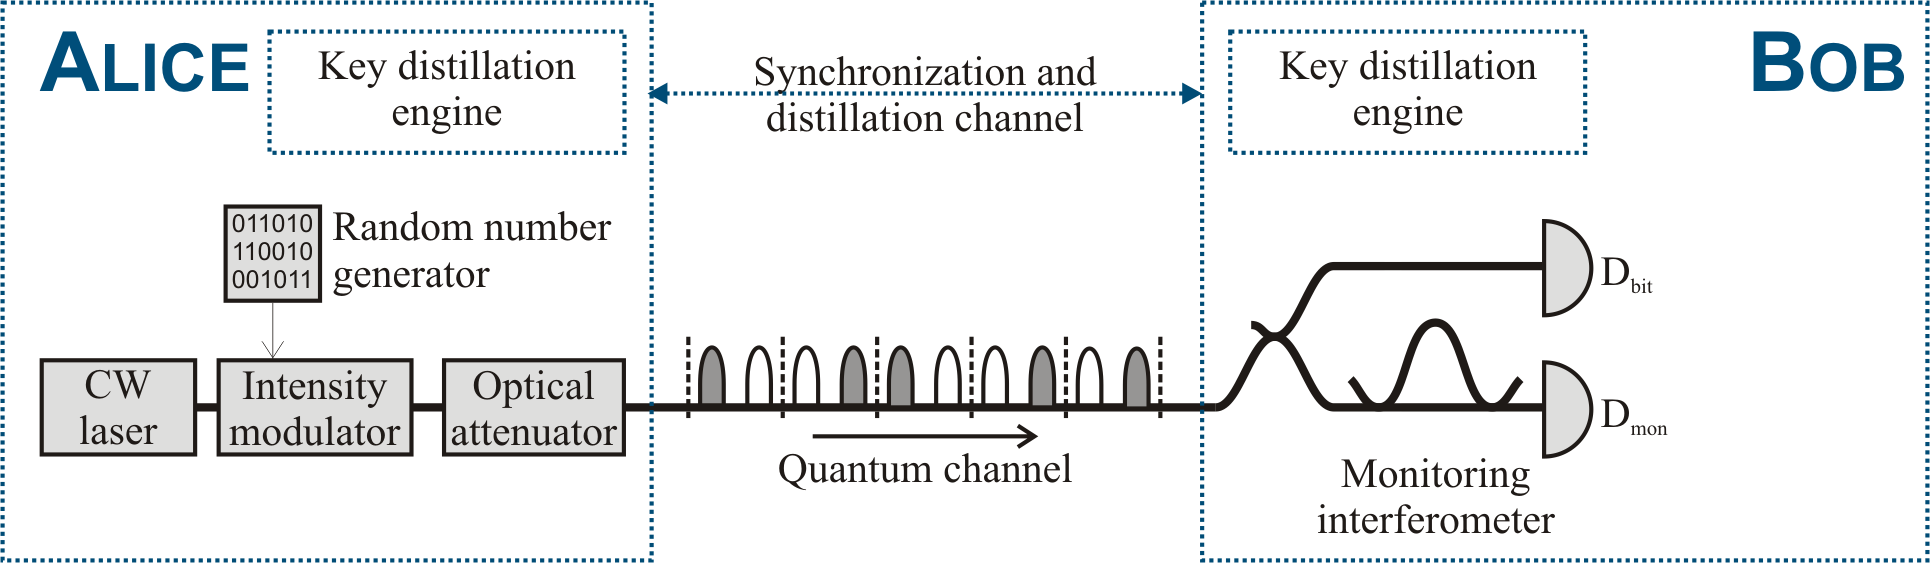 ALICE
Key distillation
engine
Synchronization and
distillation channel
Key distillation
engine
BOB
011010
110010
001011
Random number
generator
CW
laser
Intensity
modulator
Optical
attenuator
Quantum channel
Dbit
Dmon
Monitoring
interferometer